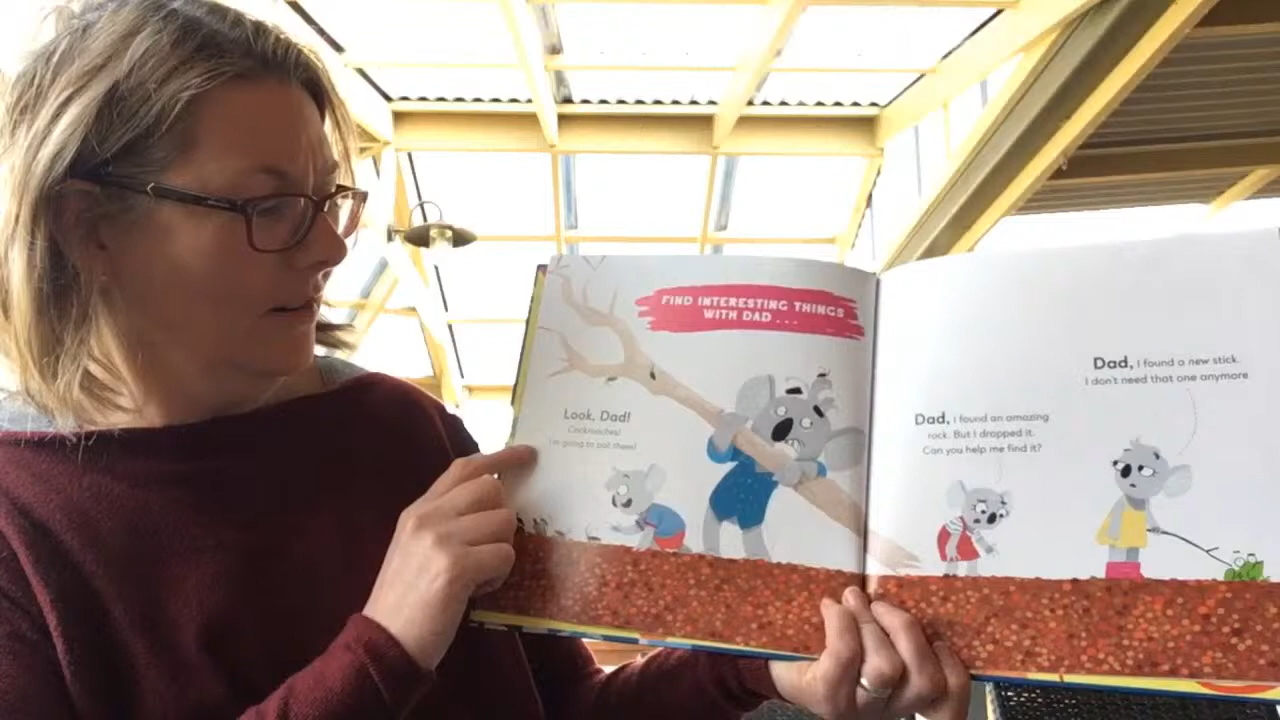 FIND INTERESTING THINGS
WITH DAD...
Look, Dad!
Cockroaches!
I'm going to pat them!
Dad, I found an amazing
rock. But I dropped it.
Can you help me find it?
Dad, I found a new stick.
I don't need that one anymore.